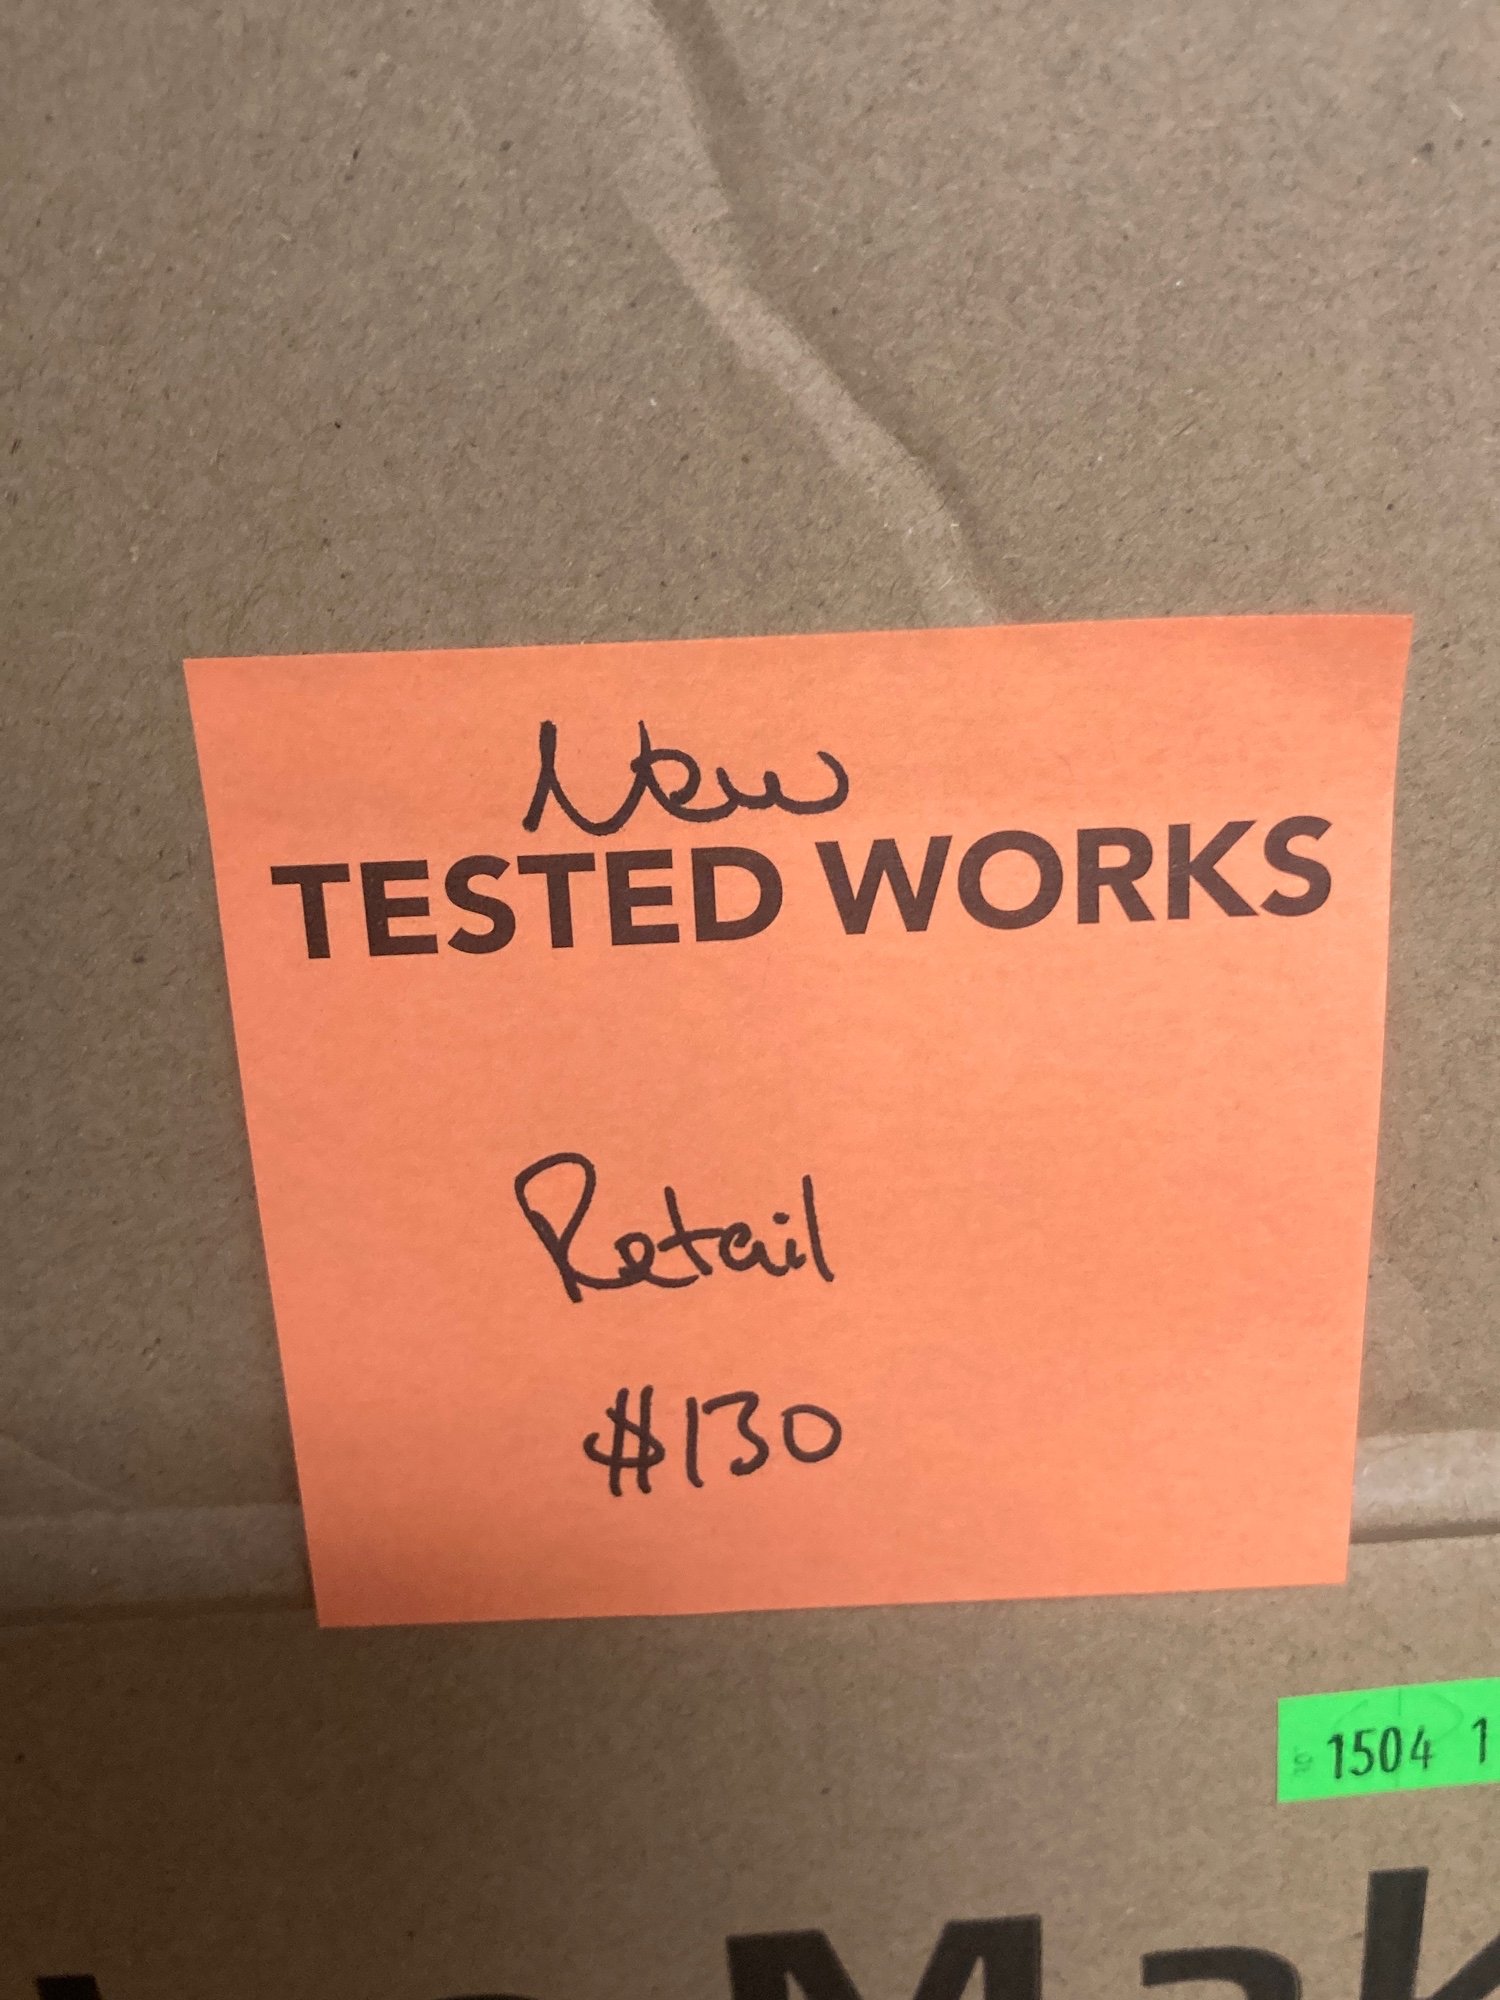 New
TESTED WORKS
Retail
$130
1504 1